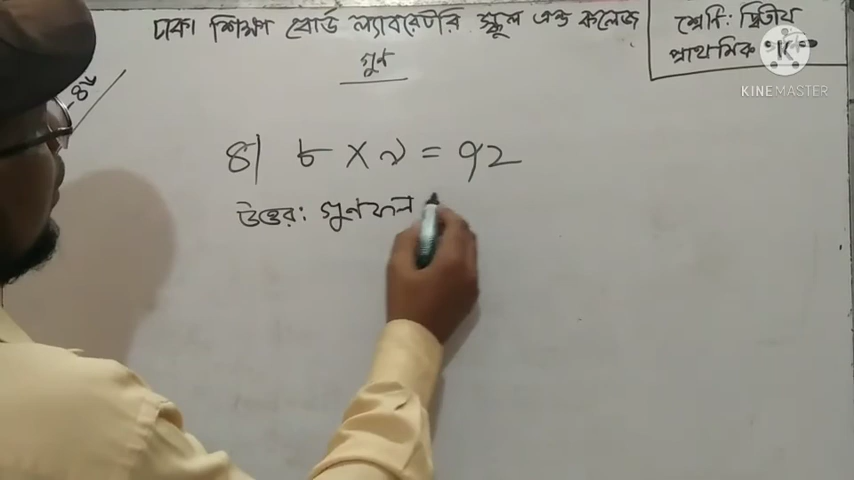 ঢাকা শিক্ষা বোর্ড ল্যাবরেটরি স্কুল এন্ড কলেজ
গুণ
শ্রেণি: দ্বিতীয়
প্রাথমিক
KINEMASTER
৪। ৮ × ৯ = ৭২
উত্তর: গুণফল